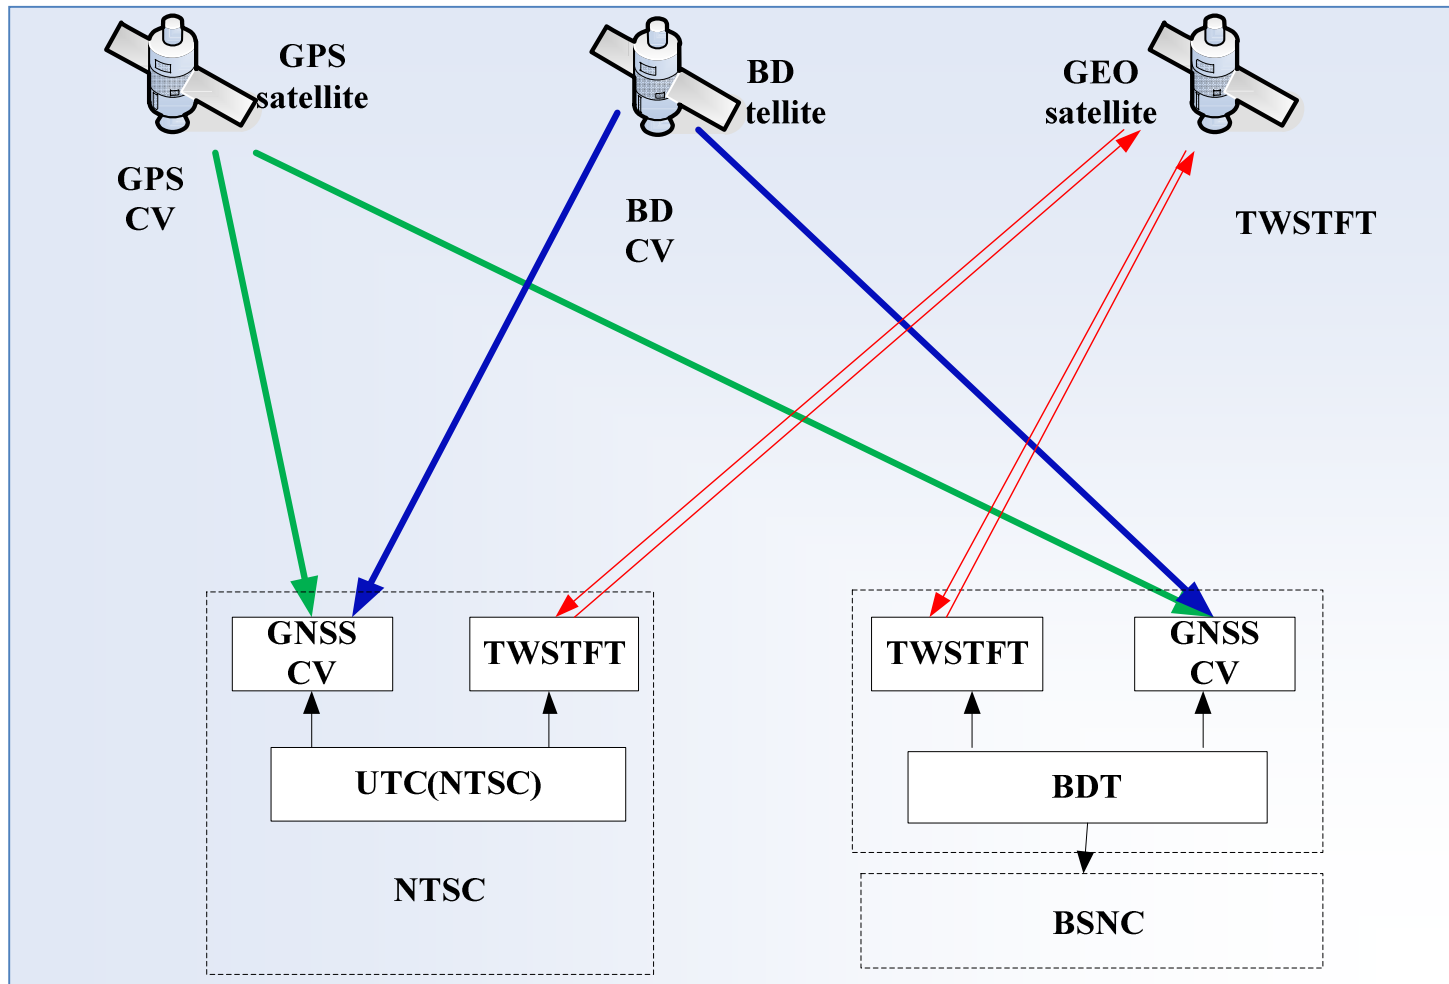 GPS
satellite
BD
tellite
GEO
satellite
GPS
CV
BD
CV
TWSTFT
GNSS
CV
TWSTFT
TWSTFT
GNSS
CV
UTC(NTSC)
BDT
NTSC
BSNC